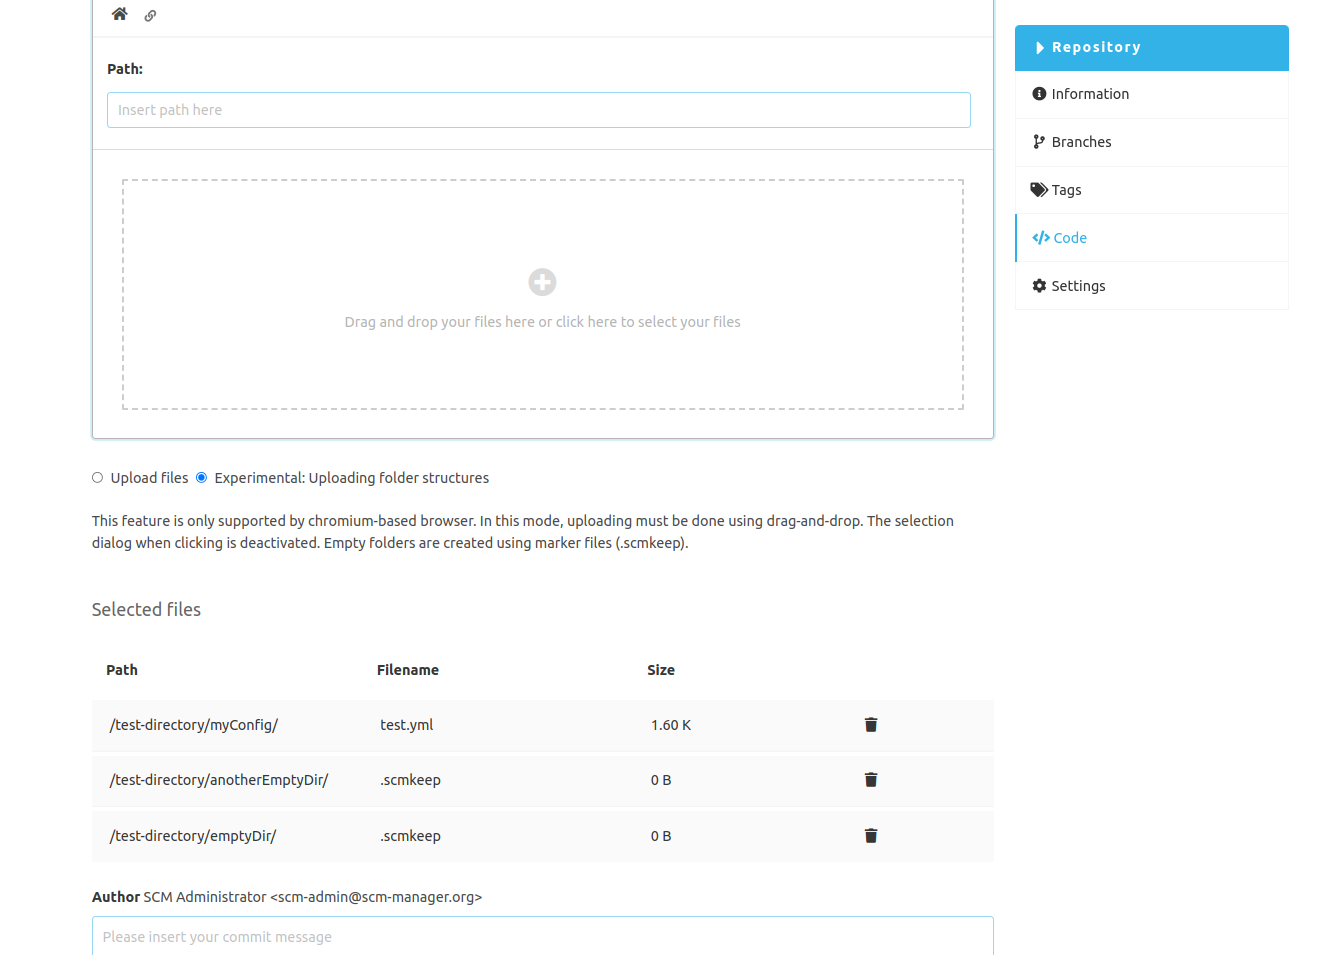 Path:
Insert path here
Drag and drop your files here or click here to select your files
Upload files Experimental: Uploading folder structures
This feature is only supported by chromium-based browser. In this mode, uploading must be done using drag-and-drop. The selection
dialog when clicking is deactivated. Empty folders are created using marker files (.scmkeep).
Selected files
Path Filename Size
/test-directory/myConfig/ test.yml 1.60 K
/test-directory/anotherEmptyDir/ .scmkeep 0 B
/test-directory/emptyDir/ .scmkeep 0 B
Author SCM Administrator <scm-admin@scm-manager.org>
Please insert your commit message
Repository
Information
Branches
Tags
Code
Settings